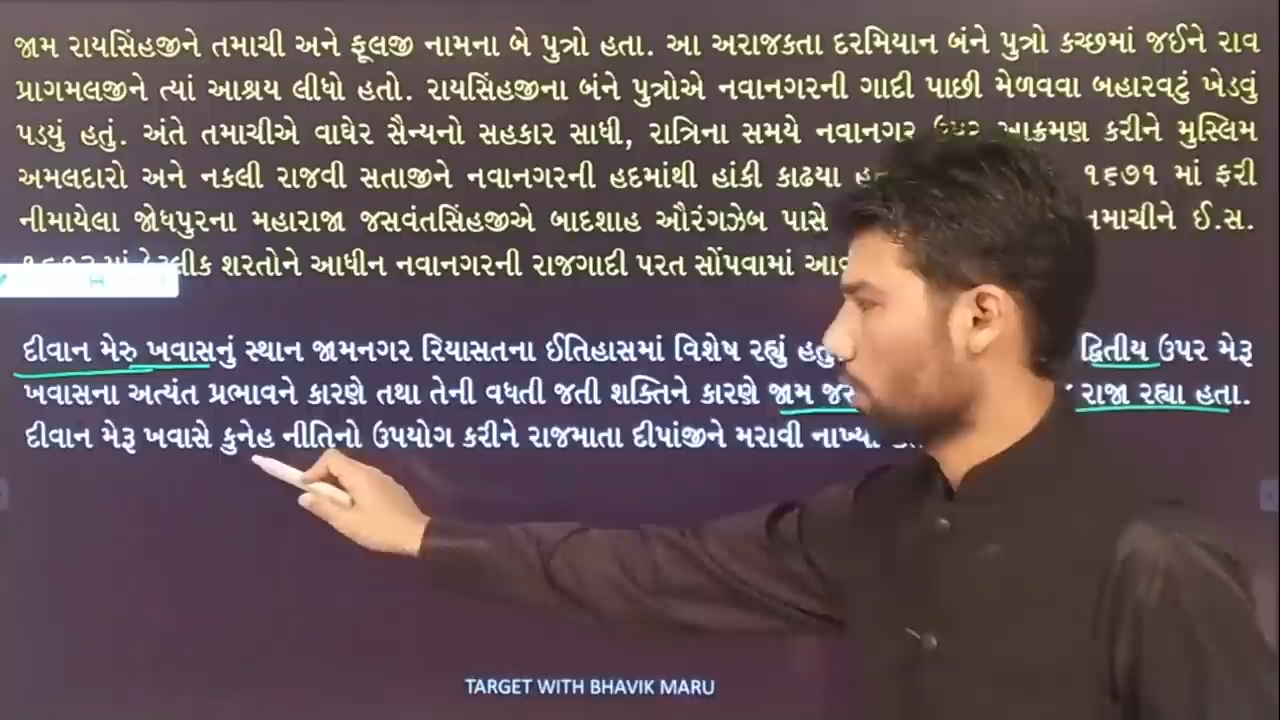 જામ રાયસિંહજીને તમાચી અને ફૂલજી નામના બે પુત્રો હતા. આ અરાજકતા દરમિયાન બંને પુત્રો કચ્છમાં જઈને રાવ
પ્રાગમલજીને ત્યાં આશ્રય લીધો હતો. રાયસિંહજીના બંને પુત્રોએ નવાનગરની ગાદી પાછી મેળવવા બહારવટું ખેડવું
પડયું હતું. અંતે તમાચીએ વાઘેર સૈન્યનો સહકાર સાધી, રાત્રિના સમયે નવાનગર ઉપર આક્રમણ કરીને મુસ્લિમ
અમલદારો અને નકલી રાજવી સતાજીને નવાનગરની હદમાંથી હાંકી કાઢયા ૧૬૭૧ માં ફરી
નીમાયેલા જોધપુરના મહારાજા જસવંતસિંહજીએ બાદશાહ ઔરંગઝેબ પાસે તમાચીને ઈ.સ.
શરતોને આધીન નવાનગરની રાજગાદી પરત સોંપવામાં
દીવાન મેરુ ખવાસનું સ્થાન જામનગર રિયાસતના ઈતિહાસમાં વિશેષ રહ્યું દ્વિતીય ઉપર મેરૂ
ખવાસના અત્યંત પ્રભાવને કારણે તથા તેની વધતી જતી શક્તિને કારણે જામ રાજા રહ્યા હતા.
દીવાન મેરૂ ખવાસે કુનેહ નીતિનો ઉપયોગ કરીને રાજમાતા દીપાંજીને મરાવી નાખ્યા
TARGET WITH BHAVIK MARU